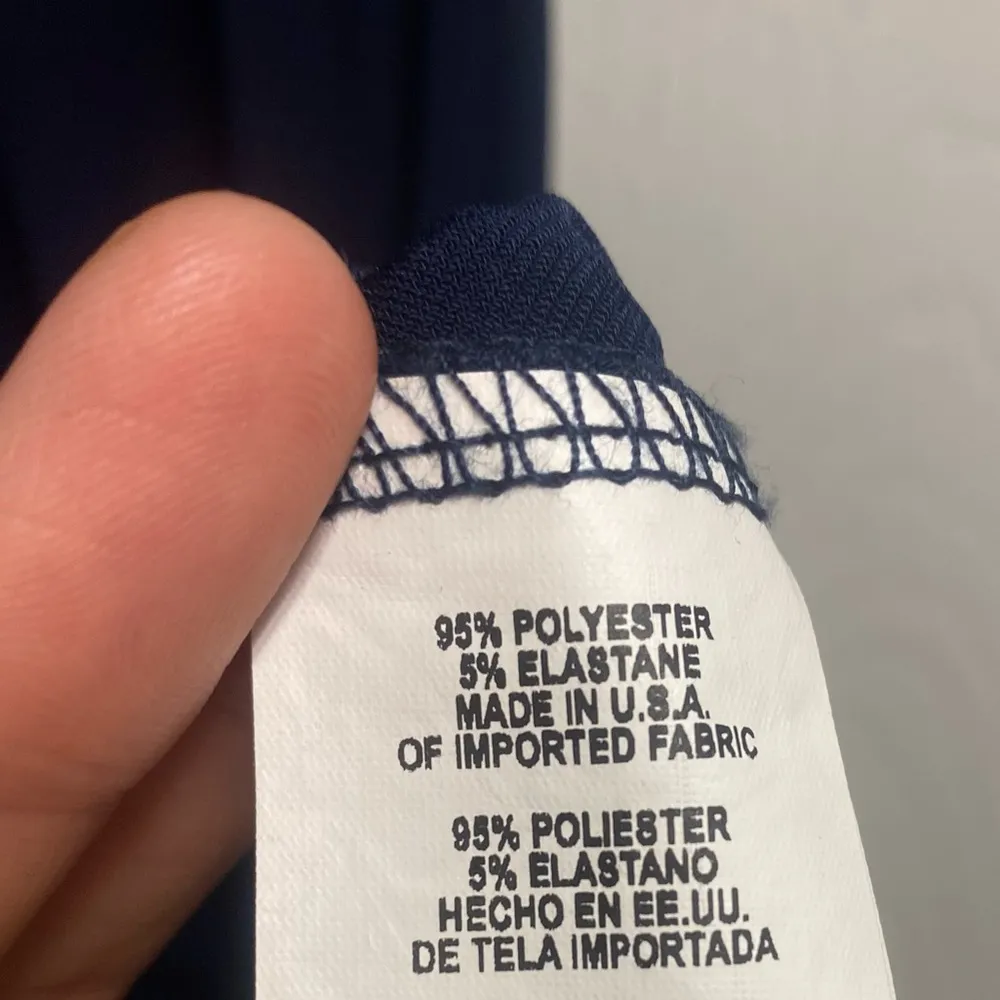 95% POLYESTER
5% ELASTANE
MADE IN U.S.A.
OF IMPORTED FABRIC
95% POLIESTER
5% ELASTANO
HECHO EN EE.UU.
DE TELA IMPORTADA